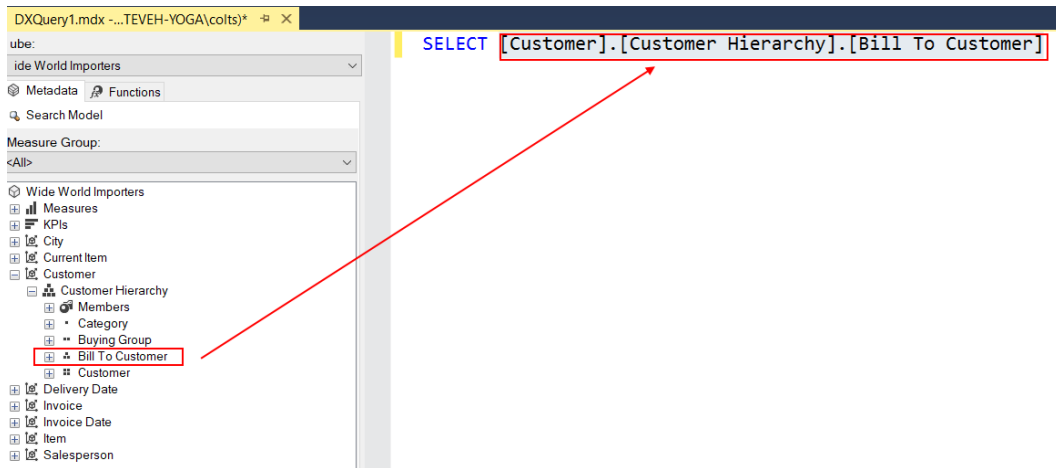 DXQuery1.mdx -...TEVEH-YOGA\colts)*
ube:
ide World Importers
Metadata
Functions
Search Model
Measure Group:
<All>
Wide World Importers
Measures
KPIs
City
Current Item
Customer
Customer Hierarchy
Members
Category
Buying Group
Bill To Customer
Customer
Delivery Date
Invoice
Invoice Date
Item
Salesperson
SELECT [Customer].[Customer Hierarchy].[Bill To Customer]